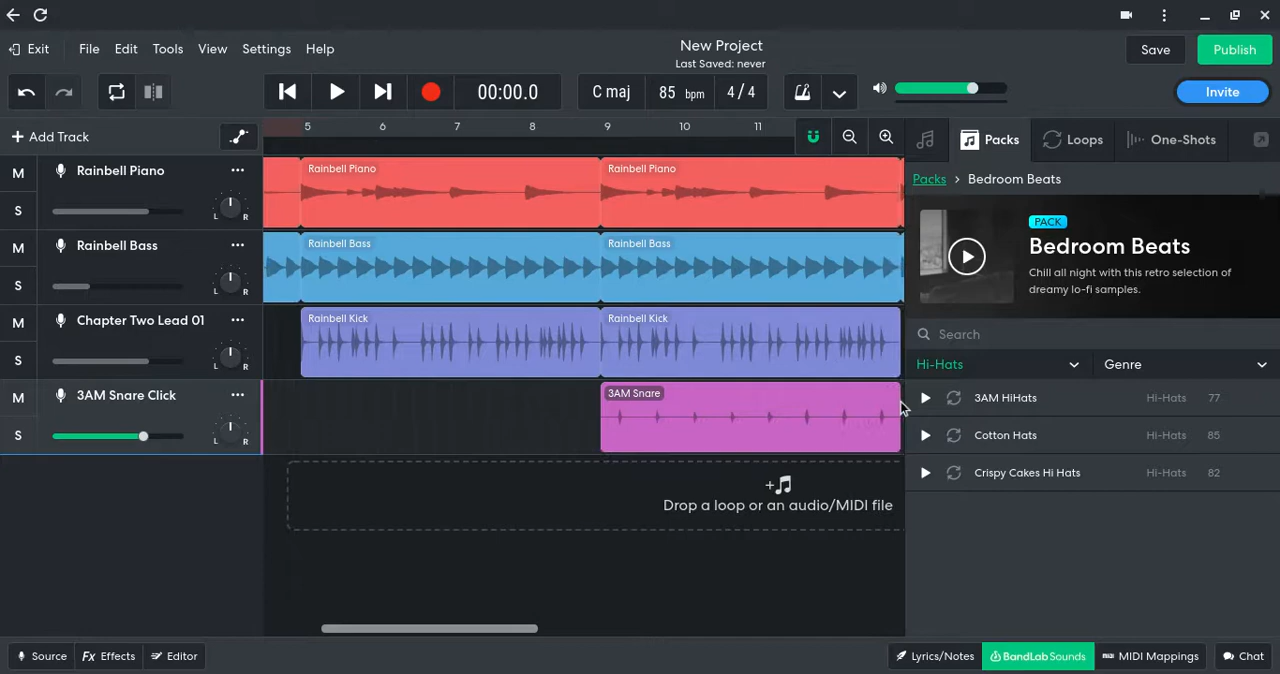 Exit File Edit Tools View Settings Help
New Project
Last Saved: never
Save Publish
00:00.0 C maj 85 bpm 4 / 4 Invite
+ Add Track
5 6 7 8 9 10 11
Packs Loops One-Shots
M Rainbell Piano ...
S L R
Rainbell Piano Rainbell Piano
M Rainbell Bass ...
S L R
Rainbell Bass Rainbell Bass
M Chapter Two Lead 01 ...
S L R
Rainbell Kick Rainbell Kick
M 3AM Snare Click ...
S L R
3AM Snare
Drop a loop or an audio/MIDI file
Packs > Bedroom Beats
PACK
Bedroom Beats
Chill all night with this retro selection of
dreamy lo-fi samples.
Search
Hi-Hats Genre
3AM HiHats Hi-Hats 77
Cotton Hats Hi-Hats 85
Crispy Cakes Hi Hats Hi-Hats 82
Source Fx Effects Editor Lyrics/Notes BandLab Sounds MIDI Mappings Chat